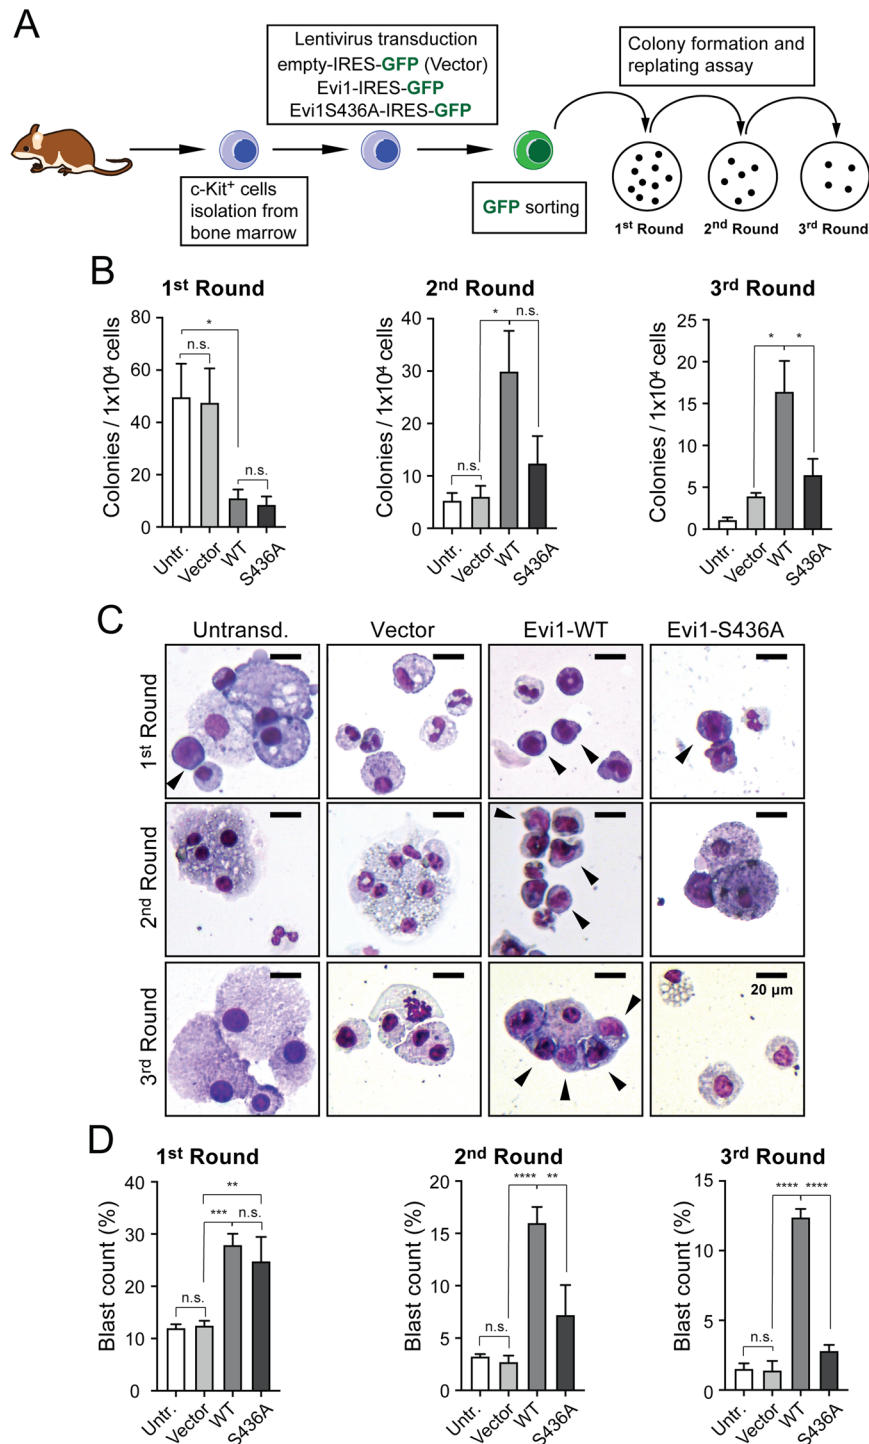 A
Lentivirus transduction
empty-IRES-GFP (Vector)
Evi1-IRES-GFP
Evi1S436A-IRES-GFP
Colony formation and
replating assay
c-Kit⁺ cells
isolation from
bone marrow
GFP sorting
1st Round 2nd Round 3rd Round
B
1st Round
Colonies / 1x10⁴ cells
80
60
40
20
0
*
n.s.
n.s.
Untr. Vector WT S436A
2nd Round
Colonies / 1x10⁴ cells
40
30
20
10
0
* n.s.
n.s.
Untr. Vector WT S436A
3rd Round
Colonies / 1x10⁴ cells
25
20
15
10
5
0
* *
Untr. Vector WT S436A
C
Untransd. Vector Evi1-WT Evi1-S436A
1st Round
2nd Round
3rd Round
20 µm
D
1st Round
Blast count (%)
40
30
20
10
0
**
*** n.s.
n.s.
Untr. Vector WT S436A
2nd Round
Blast count (%)
20
15
10
5
0
**** **
n.s.
Untr. Vector WT S436A
3rd Round
Blast count (%)
15
10
5
0
**** ****
n.s.
Untr. Vector WT S436A